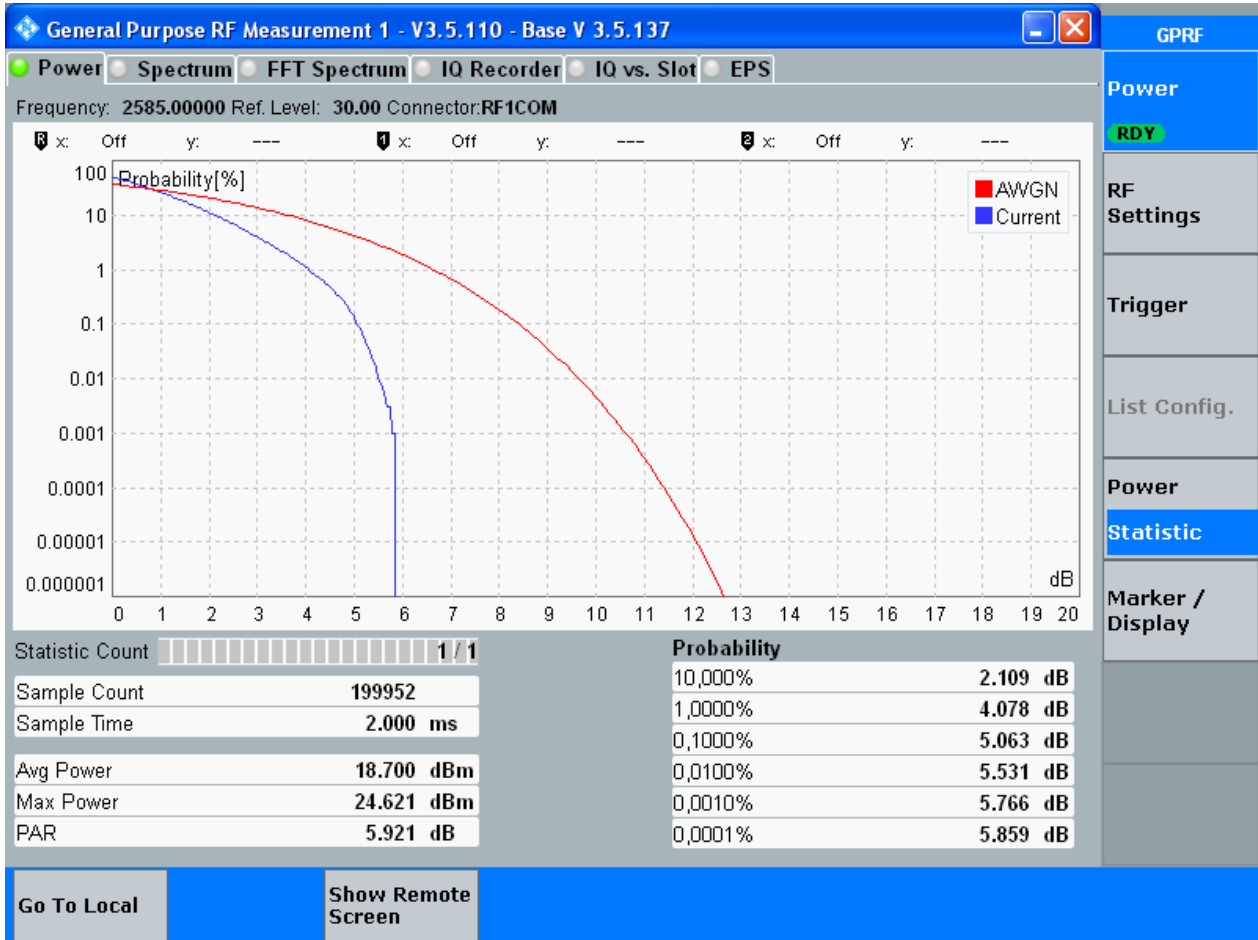 General Purpose RF Measurement 1 - V3.5.110 - Base V 3.5.137
GPRF
Power Spectrum FFT Spectrum IQ Recorder IQ vs. Slot EPS
Frequency: 2585.00000 Ref. Level: 30.00 Connector:RF1COM
R x: Off y: --- 1 x: Off y: --- 2 x: Off y: ---
Probability[%]
100
10
1
0.1
0.01
0.001
0.0001
0.00001
0.000001
AWGN
Current
dB
0 1 2 3 4 5 6 7 8 9 10 11 12 13 14 15 16 17 18 19 20
Statistic Count 1 / 1
Sample Count 199952
Sample Time 2.000 ms
Avg Power 18.700 dBm
Max Power 24.621 dBm
PAR 5.921 dB
Probability
10,000% 2.109 dB
1,0000% 4.078 dB
0,1000% 5.063 dB
0,0100% 5.531 dB
0,0010% 5.766 dB
0,0001% 5.859 dB
Power
RDY
RF
Settings
Trigger
List Config.
Power
Statistic
Marker /
Display
Go To Local
Show Remote
Screen